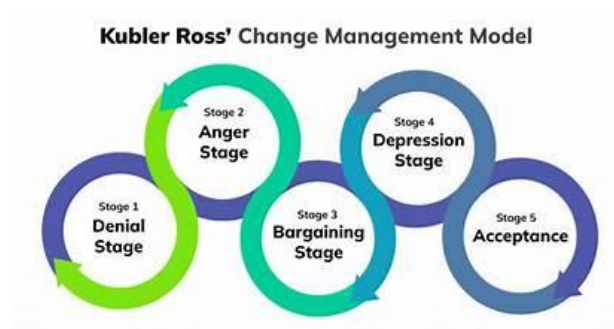 Kubler Ross' Change Management Model
Stage 1
Denial
Stage
Stage 2
Anger
Stage
Stage 3
Bargaining
Stage
Stage 4
Depression
Stage
Stage 5
Acceptance